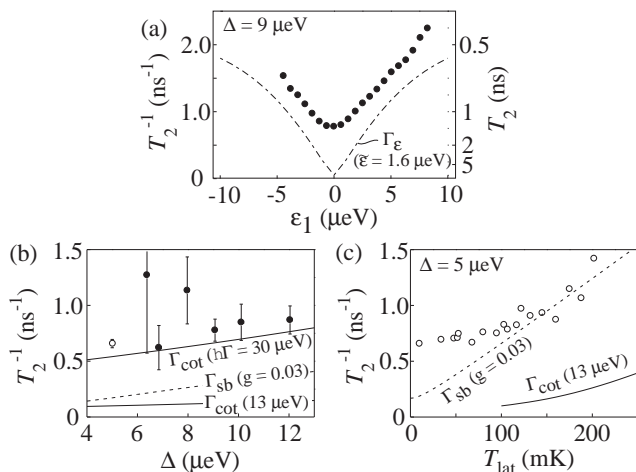 (a)
Δ = 9 μeV
2.0
1.0
0.0
T₂⁻¹ (ns⁻¹)
0.5
1
2
5
T₂ (ns)
Γε
(ε̃ = 1.6 μeV)
-10 -5 0 5 10
ε₁ (μeV)
(b)
1.5
1.0
0.5
0
T₂⁻¹ (ns⁻¹)
Γcot (ħΓ = 30 μeV)
Γsb (g = 0.03)
Γcot (13 μeV)
4 6 8 10 12
Δ (μeV)
(c)
Δ = 5 μeV
1.5
1.0
0.5
0
T₂⁻¹ (ns⁻¹)
Γsb (g = 0.03)
Γcot (13 μeV)
0 100 200
Tlat (mK)